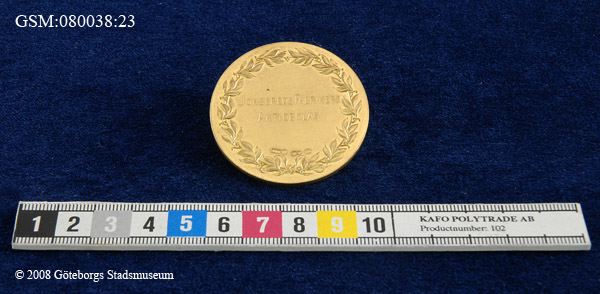 GSM:080038:23
1 2 3 4 5 6 7 8 9 10
KAFO POLYTRADE AB
Productnumber: 102
© 2008 Göteborgs Stadsmuseum